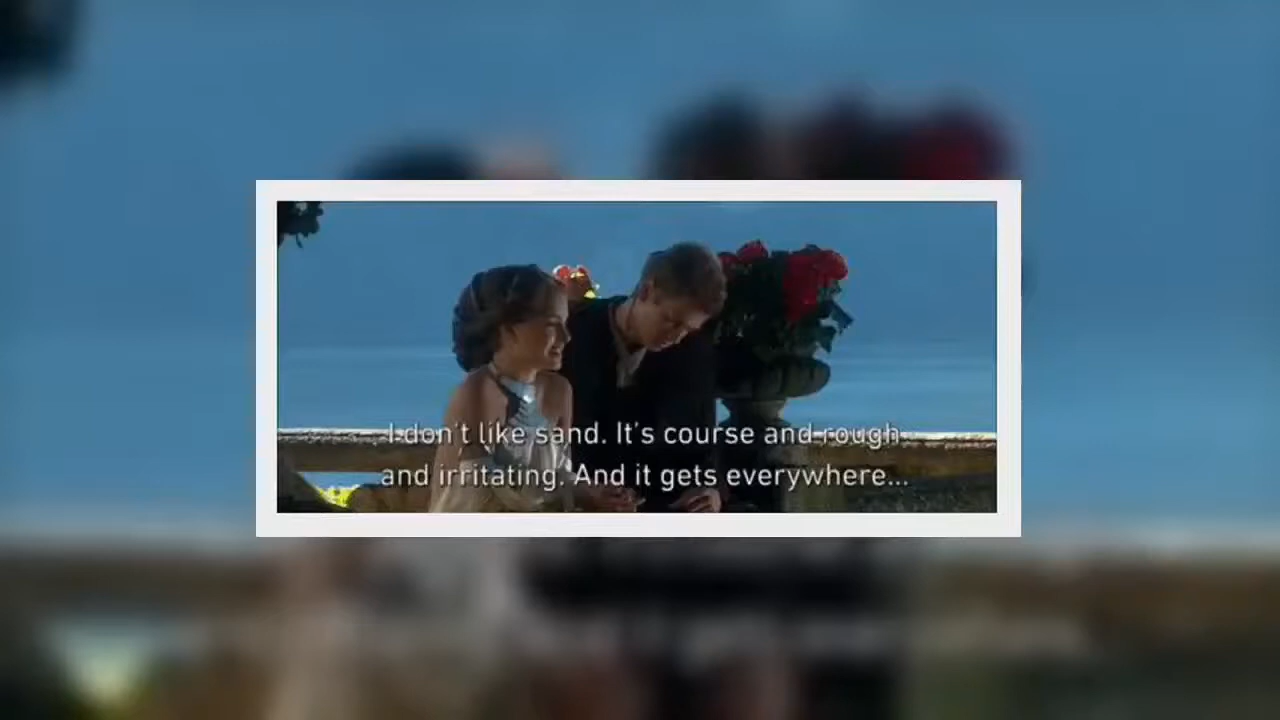 I don't like sand. It's course and rough
and irritating. And it gets everywhere...